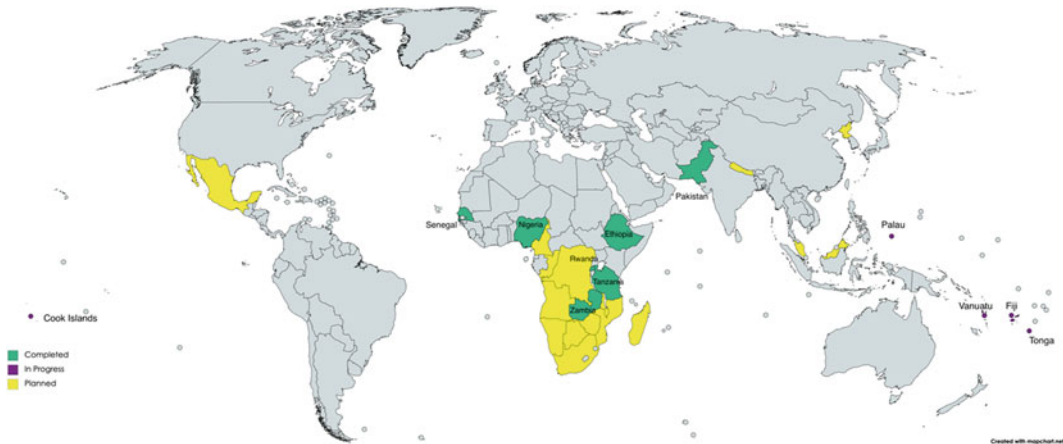 Senegal
Nigeria
Ethiopia
Pakistan
Rwanda
Tanzania
Zambia
Palau
Vanuatu
Fiji
Tonga
Cook Islands
Completed
In Progress
Planned
Created with mapchart.net